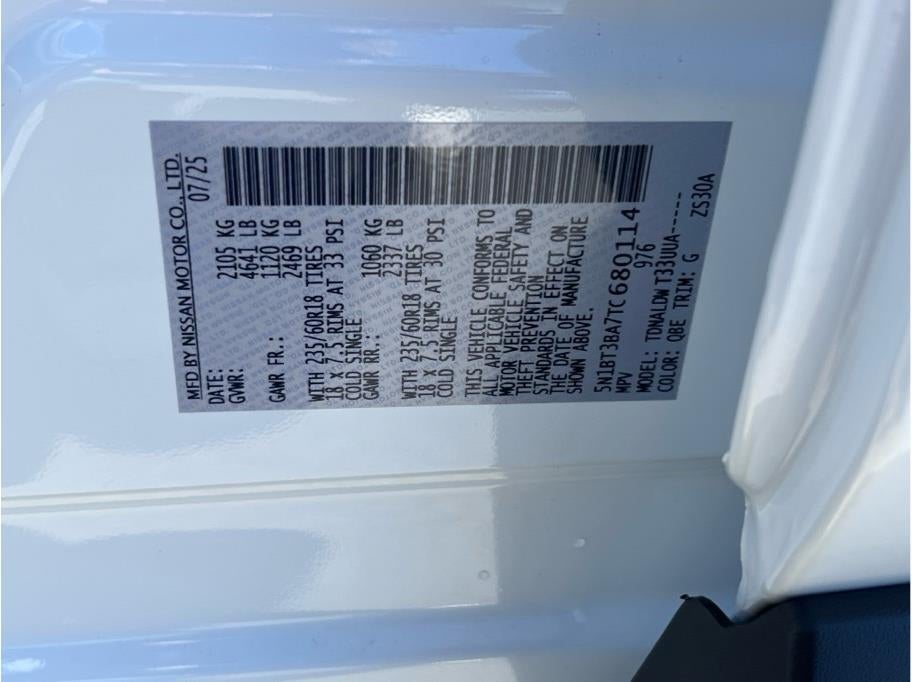 MFD BY NISSAN MOTOR CO., LTD.
DATE: 07/25
GVWR: 2105 KG
4641 LB
GAWR FR.: 1120 KG
2469 LB
WITH 235/60R18 TIRES
18 x 7.5 RIMS AT 33 PSI
COLD SINGLE
GAWR RR.: 1060 KG
2337 LB
WITH 235/60R18 TIRES
18 x 7.5 RIMS AT 30 PSI
COLD SINGLE
THIS VEHICLE CONFORMS TO
ALL APPLICABLE FEDERAL
MOTOR VEHICLE SAFETY AND
THEFT PREVENTION
STANDARDS IN EFFECT ON
THE DATE OF MANUFACTURE
SHOWN ABOVE.
5N1BT3BA7TC680114
MPV 976
MODEL: TDNALDW T33UUA-----
COLOR: QBE TRIM: G ZS30A